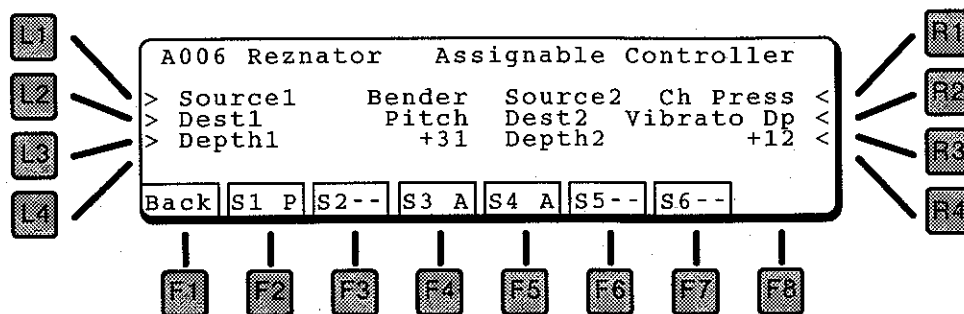 L1
L2
L3
L4
A006 Reznator Assignable Controller
> Source1 Bender Source2 Ch Press <
> Dest1 Pitch Dest2 Vibrato Dp <
> Depth1 +31 Depth2 +12 <
Back S1 P S2-- S3 A S4 A S5-- S6--
R1
R2
R3
R4
F1 F2 F3 F4 F5 F6 F7 F8